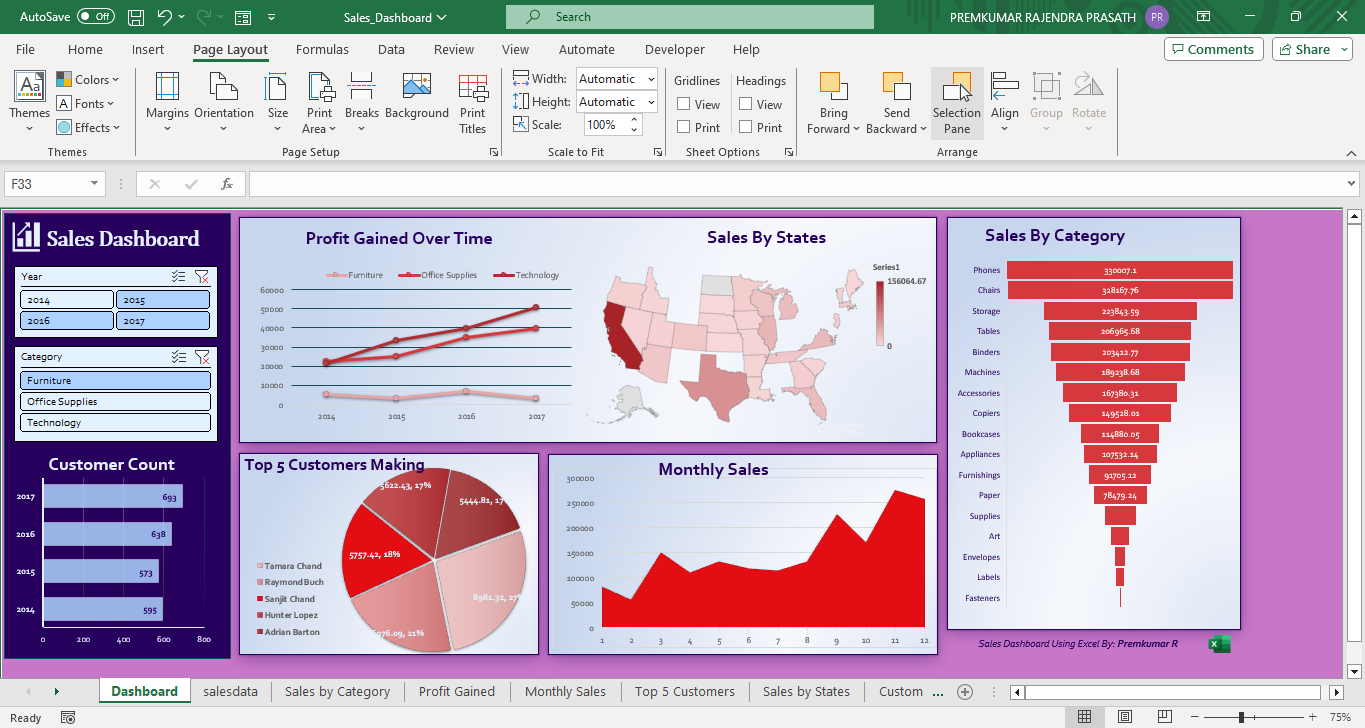 AutoSave Off Sales_Dashboard Search PREMKUMAR RAJENDRA PRASATH PR
File Home Insert Page Layout Formulas Data Review View Automate Developer Help Comments Share
Themes Colors Fonts Effects
Themes
Margins Orientation Size Print Area Breaks Background Print Titles
Page Setup
Width: Automatic
Height: Automatic
Scale: 100%
Scale to Fit
Gridlines Headings
View View
Print Print
Sheet Options
Bring Forward Send Backward Selection Pane Align Group Rotate
Arrange
F33 fx
Sales Dashboard
Year
2014 2015
2016 2017
Category
Furniture
Office Supplies
Technology
Customer Count
2017 693
2016 638
2015 573
2014 595
0 200 400 600 800
Profit Gained Over Time
Furniture Office Supplies Technology
60000
50000
40000
30000
20000
10000
0
2014 2015 2016 2017
Sales By States
Series1
156064.67
0
Top 5 Customers Making
5622.43, 17%
5444.81, 17
5757.42, 18%
8981.32, 27
976.09, 21%
Tamara Chand
Raymond Buch
Sanjit Chand
Hunter Lopez
Adrian Barton
Monthly Sales
300000
250000
200000
150000
100000
50000
0
1 2 3 4 5 6 7 8 9 10 11 12
Sales By Category
Phones 330007.1
Chairs 328167.76
Storage 223843.59
Tables 206965.68
Binders 203412.77
Machines 189238.68
Accessories 167380.31
Copiers 149528.01
Bookcases 114880.05
Appliances 107532.14
Furnishings 91705.12
Paper 78479.24
Supplies
Art
Envelopes
Labels
Fasteners
Sales Dashboard Using Excel By: Premkumar R
Dashboard salesdata Sales by Category Profit Gained Monthly Sales Top 5 Customers Sales by States Custom ...
Ready 75%